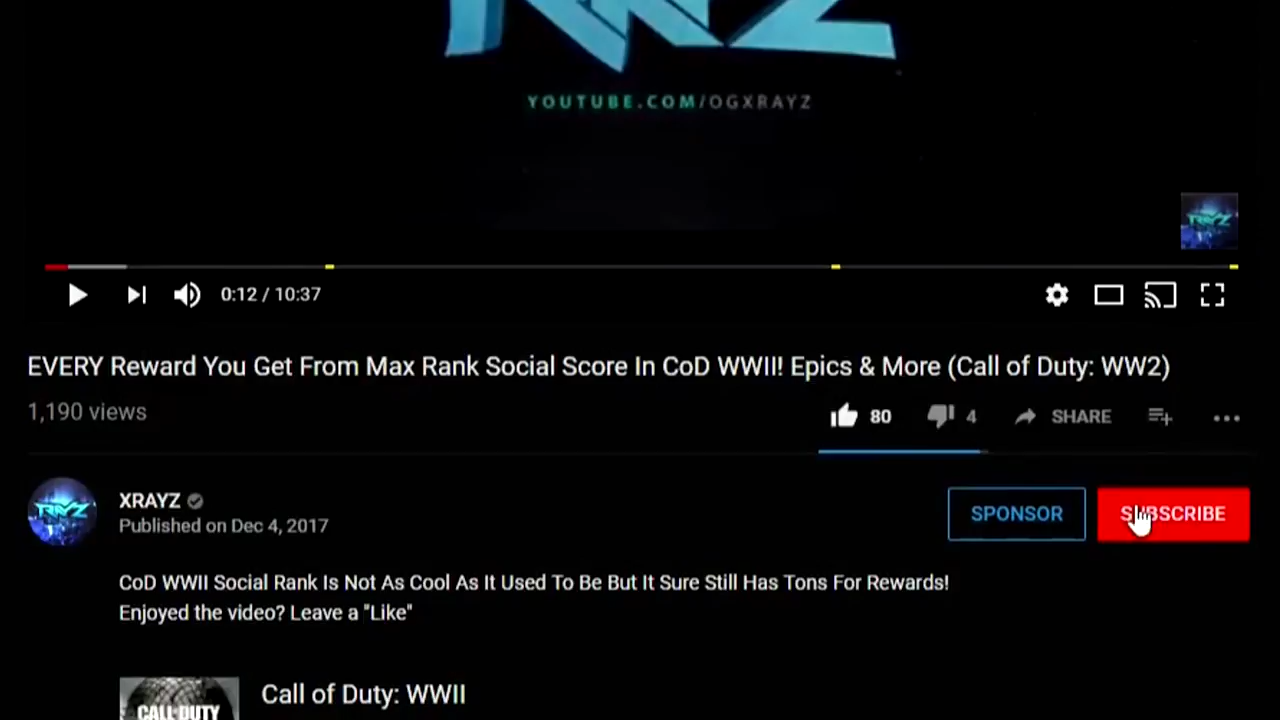 YOUTUBE.COM/OGXRAYZ
RAYZ
0:12 / 10:37
EVERY Reward You Get From Max Rank Social Score In CoD WWII! Epics & More (Call of Duty: WW2)
1,190 views
80 4 SHARE
RAYZ
XRAYZ
Published on Dec 4, 2017
SPONSOR SUBSCRIBE
CoD WWII Social Rank Is Not As Cool As It Used To Be But It Sure Still Has Tons For Rewards!
Enjoyed the video? Leave a "Like"
Call of Duty: WWII
CALL DUTY